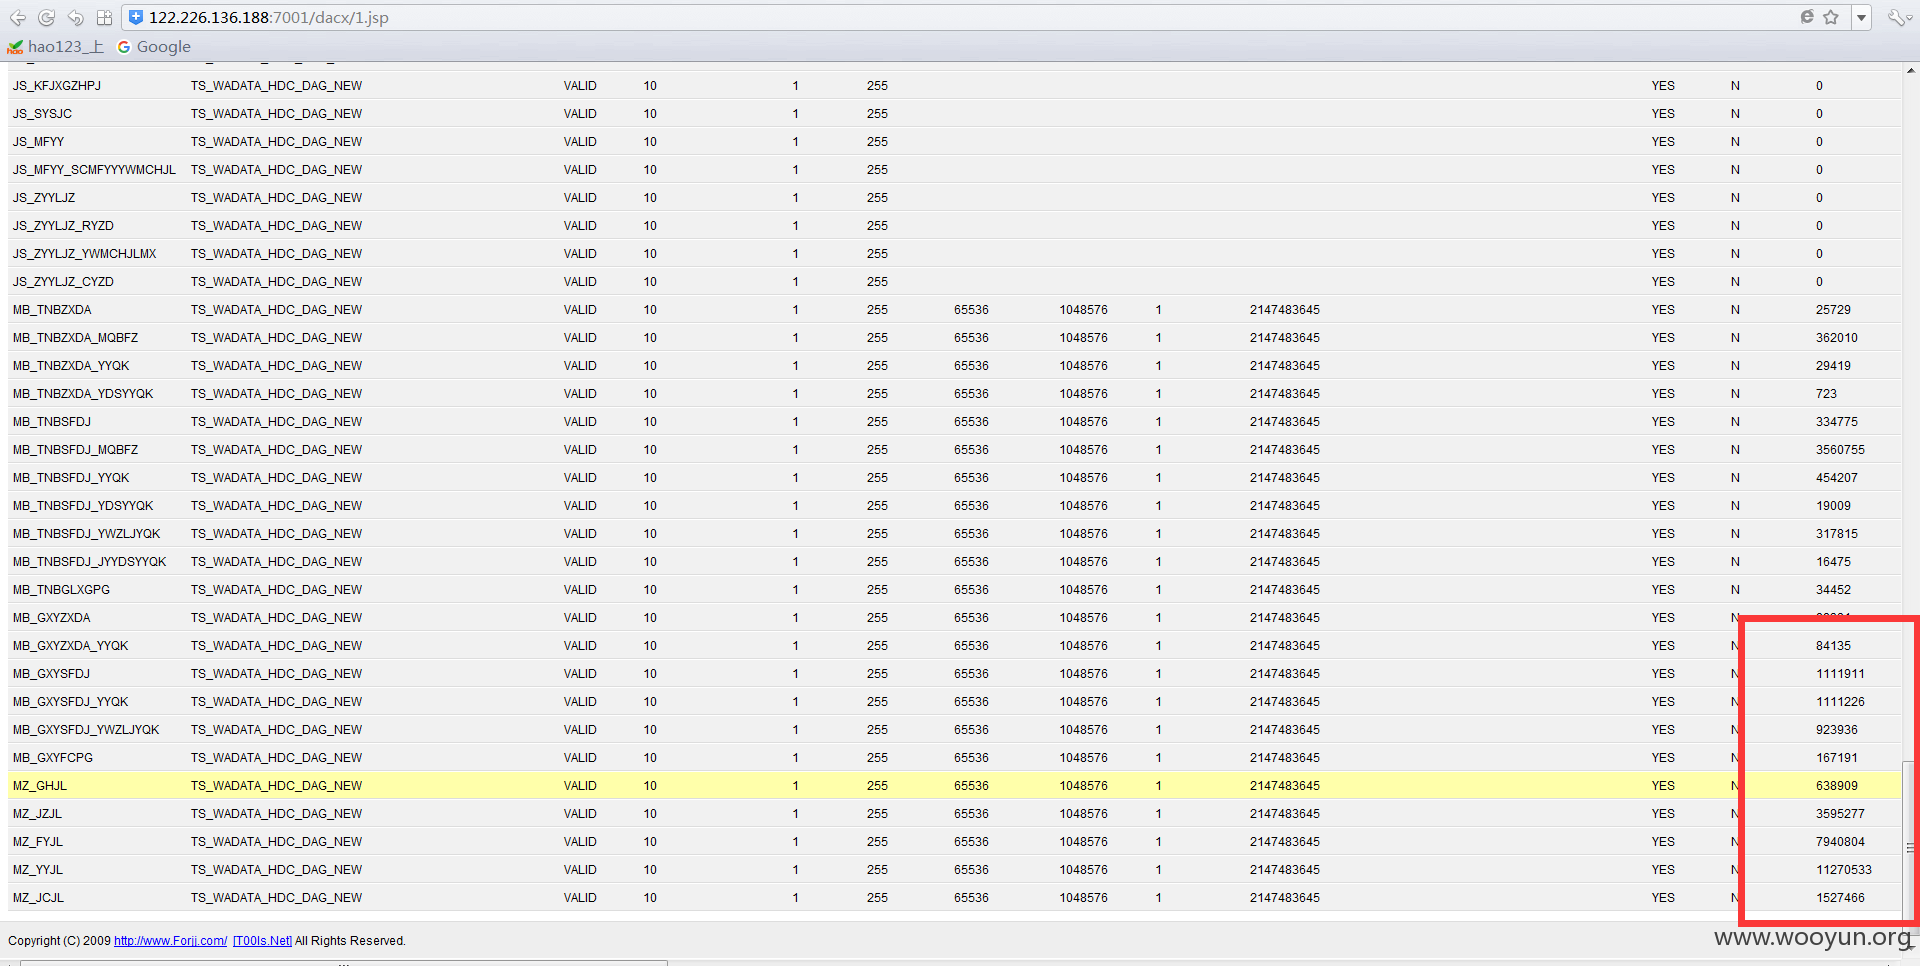 122.226.136.188:7001/dacx/1.jsp
hao123_上 Google
JS_KFJXGZHPJ TS_WADATA_HDC_DAG_NEW VALID 10 1 255 YES N 0
JS_SYSJC TS_WADATA_HDC_DAG_NEW VALID 10 1 255 YES N 0
JS_MFYY TS_WADATA_HDC_DAG_NEW VALID 10 1 255 YES N 0
JS_MFYY_SCMFYYYWMCHJL TS_WADATA_HDC_DAG_NEW VALID 10 1 255 YES N 0
JS_ZYYLJZ TS_WADATA_HDC_DAG_NEW VALID 10 1 255 YES N 0
JS_ZYYLJZ_RYZD TS_WADATA_HDC_DAG_NEW VALID 10 1 255 YES N 0
JS_ZYYLJZ_YWMCHJLMX TS_WADATA_HDC_DAG_NEW VALID 10 1 255 YES N 0
JS_ZYYLJZ_CYZD TS_WADATA_HDC_DAG_NEW VALID 10 1 255 YES N 0
MB_TNBZXDA TS_WADATA_HDC_DAG_NEW VALID 10 1 255 65536 1048576 1 2147483645 YES N 25729
MB_TNBZXDA_MQBFZ TS_WADATA_HDC_DAG_NEW VALID 10 1 255 65536 1048576 1 2147483645 YES N 362010
MB_TNBZXDA_YYQK TS_WADATA_HDC_DAG_NEW VALID 10 1 255 65536 1048576 1 2147483645 YES N 29419
MB_TNBZXDA_YDSYYQK TS_WADATA_HDC_DAG_NEW VALID 10 1 255 65536 1048576 1 2147483645 YES N 723
MB_TNBSFDJ TS_WADATA_HDC_DAG_NEW VALID 10 1 255 65536 1048576 1 2147483645 YES N 334775
MB_TNBSFDJ_MQBFZ TS_WADATA_HDC_DAG_NEW VALID 10 1 255 65536 1048576 1 2147483645 YES N 3560755
MB_TNBSFDJ_YYQK TS_WADATA_HDC_DAG_NEW VALID 10 1 255 65536 1048576 1 2147483645 YES N 454207
MB_TNBSFDJ_YDSYYQK TS_WADATA_HDC_DAG_NEW VALID 10 1 255 65536 1048576 1 2147483645 YES N 19009
MB_TNBSFDJ_YWZLJYQK TS_WADATA_HDC_DAG_NEW VALID 10 1 255 65536 1048576 1 2147483645 YES N 317815
MB_TNBSFDJ_JYYDSYYQK TS_WADATA_HDC_DAG_NEW VALID 10 1 255 65536 1048576 1 2147483645 YES N 16475
MB_TNBGLXGPG TS_WADATA_HDC_DAG_NEW VALID 10 1 255 65536 1048576 1 2147483645 YES N 34452
MB_GXYZXDA TS_WADATA_HDC_DAG_NEW VALID 10 1 255 65536 1048576 1 2147483645 YES N
MB_GXYZXDA_YYQK TS_WADATA_HDC_DAG_NEW VALID 10 1 255 65536 1048576 1 2147483645 YES N 84135
MB_GXYSFDJ TS_WADATA_HDC_DAG_NEW VALID 10 1 255 65536 1048576 1 2147483645 YES N 1111911
MB_GXYSFDJ_YYQK TS_WADATA_HDC_DAG_NEW VALID 10 1 255 65536 1048576 1 2147483645 YES N 1111226
MB_GXYSFDJ_YWZLJYQK TS_WADATA_HDC_DAG_NEW VALID 10 1 255 65536 1048576 1 2147483645 YES N 923936
MB_GXYFCPG TS_WADATA_HDC_DAG_NEW VALID 10 1 255 65536 1048576 1 2147483645 YES N 167191
MZ_GHJL TS_WADATA_HDC_DAG_NEW VALID 10 1 255 65536 1048576 1 2147483645 YES N 638909
MZ_JZJL TS_WADATA_HDC_DAG_NEW VALID 10 1 255 65536 1048576 1 2147483645 YES N 3595277
MZ_FYJL TS_WADATA_HDC_DAG_NEW VALID 10 1 255 65536 1048576 1 2147483645 YES N 7940804
MZ_YYJL TS_WADATA_HDC_DAG_NEW VALID 10 1 255 65536 1048576 1 2147483645 YES N 11270533
MZ_JCJL TS_WADATA_HDC_DAG_NEW VALID 10 1 255 65536 1048576 1 2147483645 YES N 1527466
Copyright (C) 2009 http://www.Forjj.com/ [T00ls.Net] All Rights Reserved.
www.wooyun.org